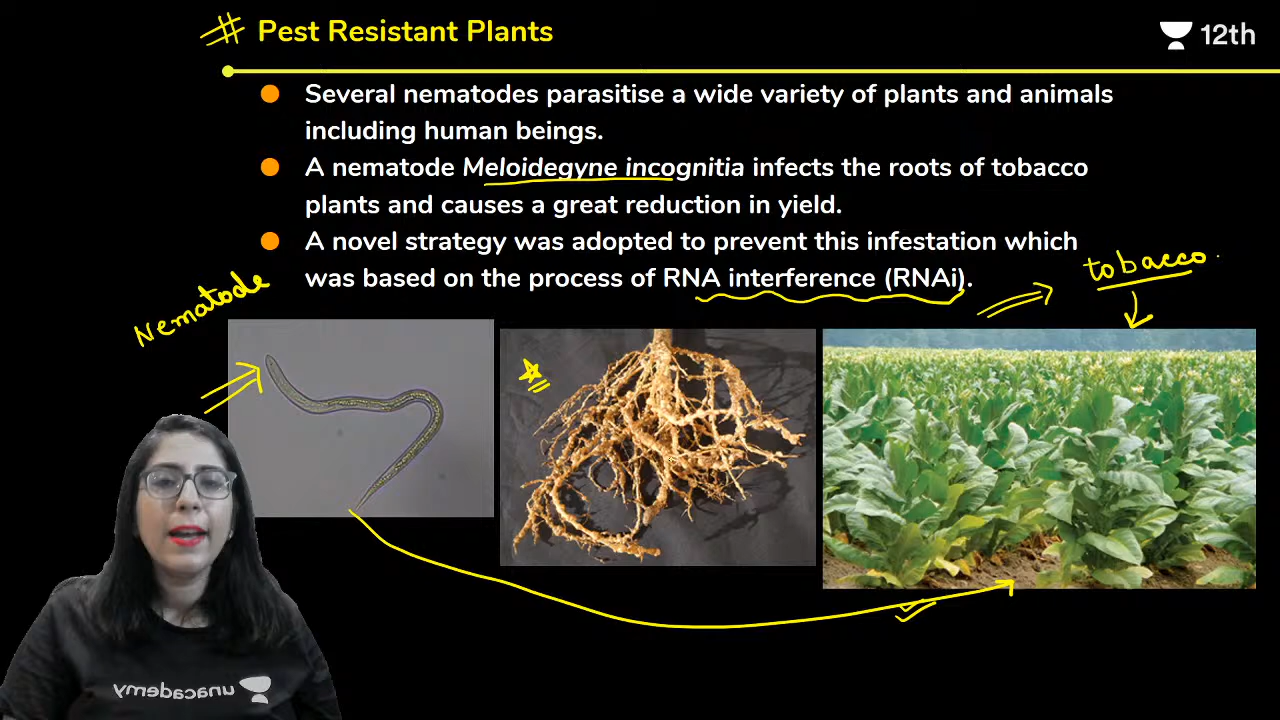 # Pest Resistant Plants
12th
Several nematodes parasitise a wide variety of plants and animals
including human beings.
A nematode Meloidegyne incognitia infects the roots of tobacco
plants and causes a great reduction in yield.
A novel strategy was adopted to prevent this infestation which
was based on the process of RNA interference (RNAi).
tobacco
Nematode
unacademy